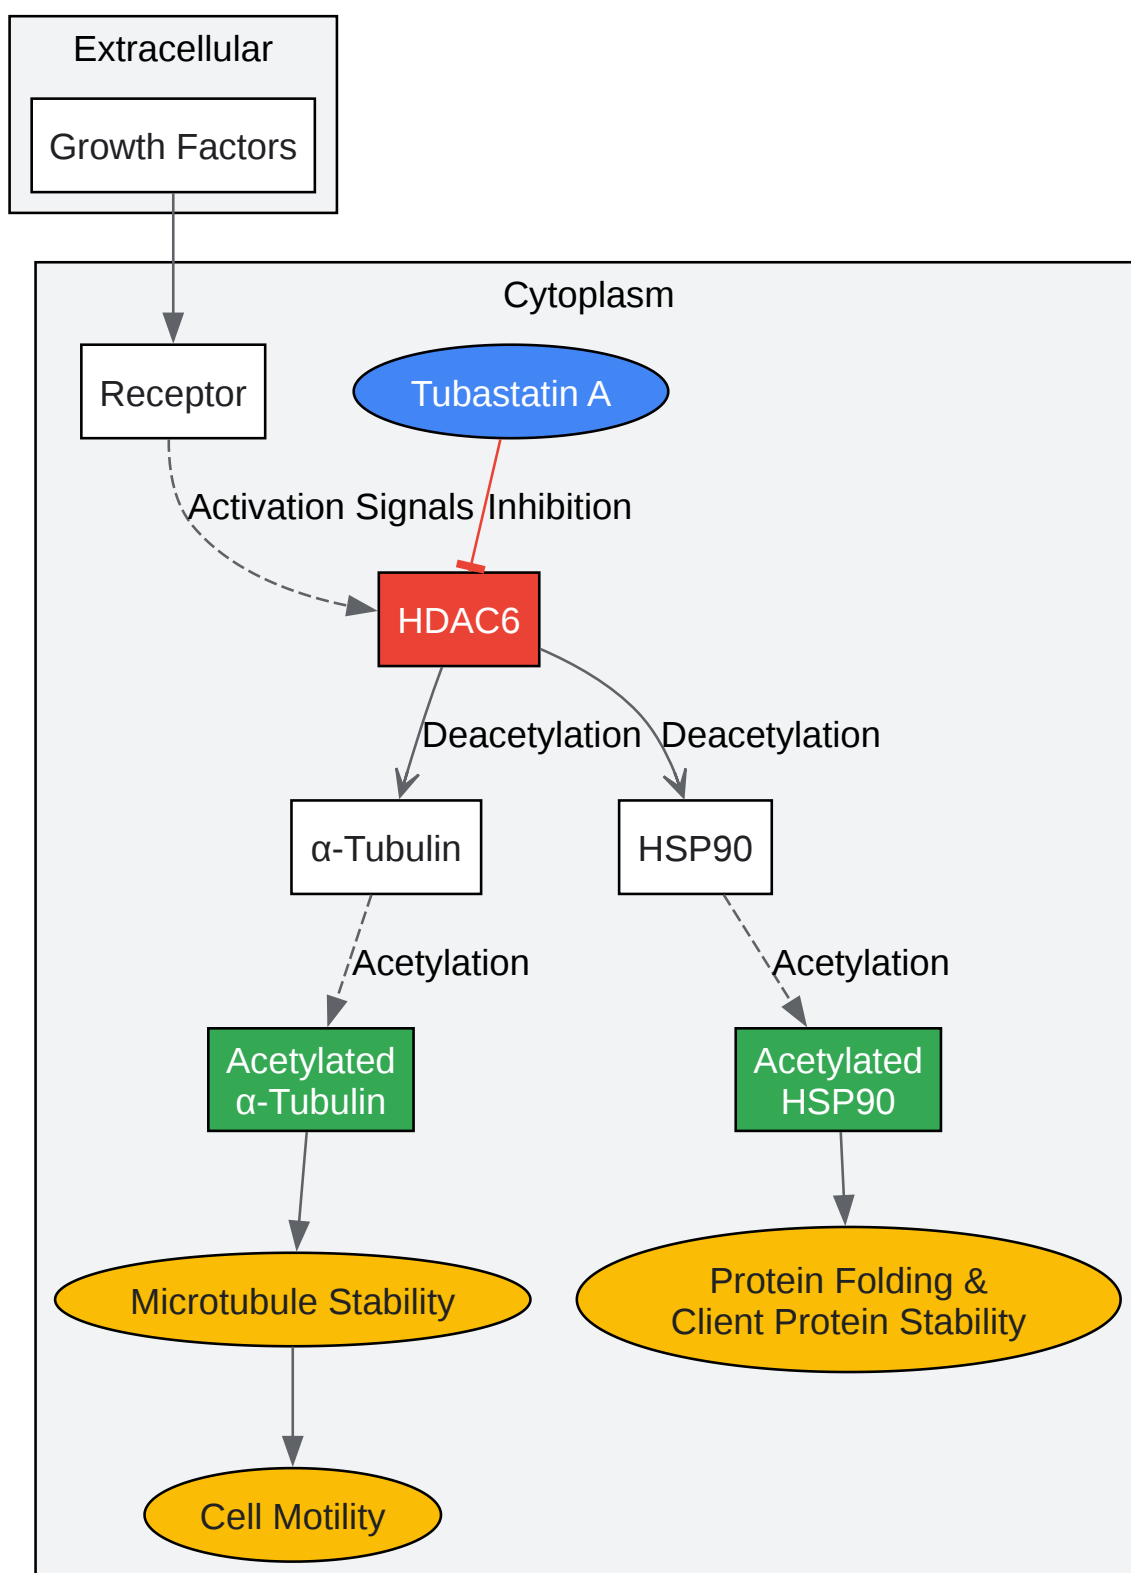 Extracellular
Growth Factors
Cytoplasm
Receptor
Tubastatin A
Activation Signals
Inhibition
HDAC6
Deacetylation
Deacetylation
α-Tubulin
HSP90
Acetylation
Acetylation
Acetylated
α-Tubulin
Acetylated
HSP90
Microtubule Stability
Protein Folding &
Client Protein Stability
Cell Motility